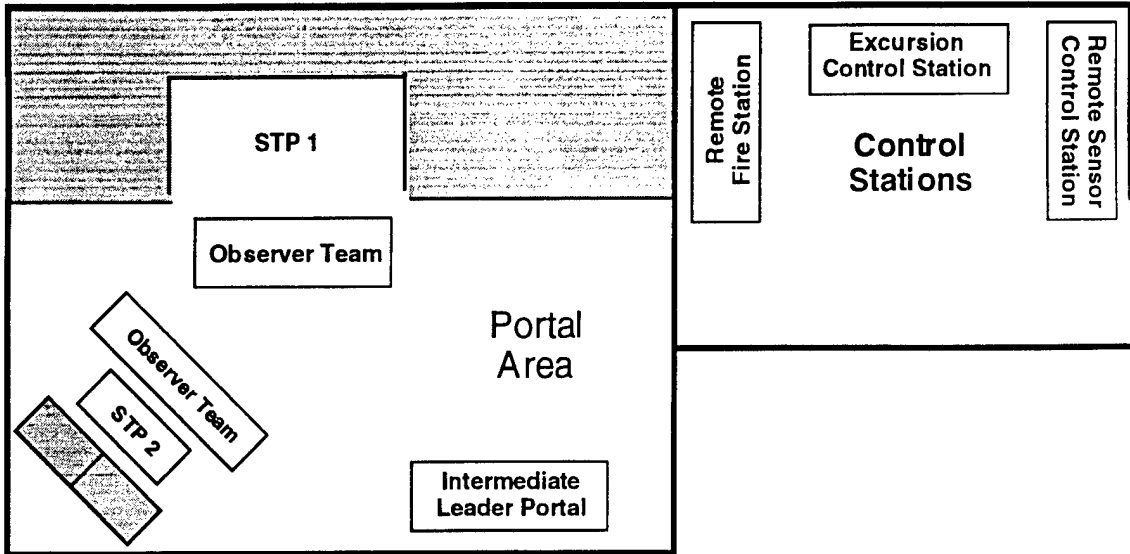 STP 1
Observer Team
Observer Team
STP 2
Portal
Area
Intermediate
Leader Portal
Remote
Fire Station
Excursion
Control Station
Control
Stations
Remote Sensor
Control Station